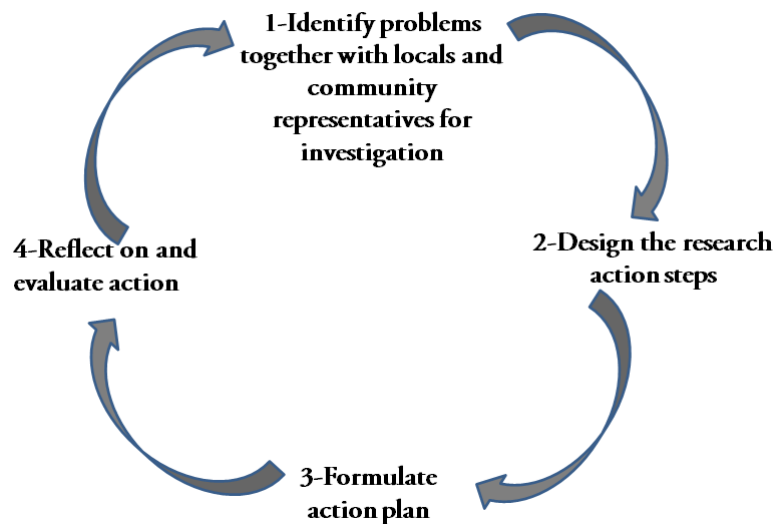 1-Identify problems
together with locals and
community
representatives for
investigation
2-Design the research
action steps
3-Formulate
action plan
4-Reflect on and
evaluate action